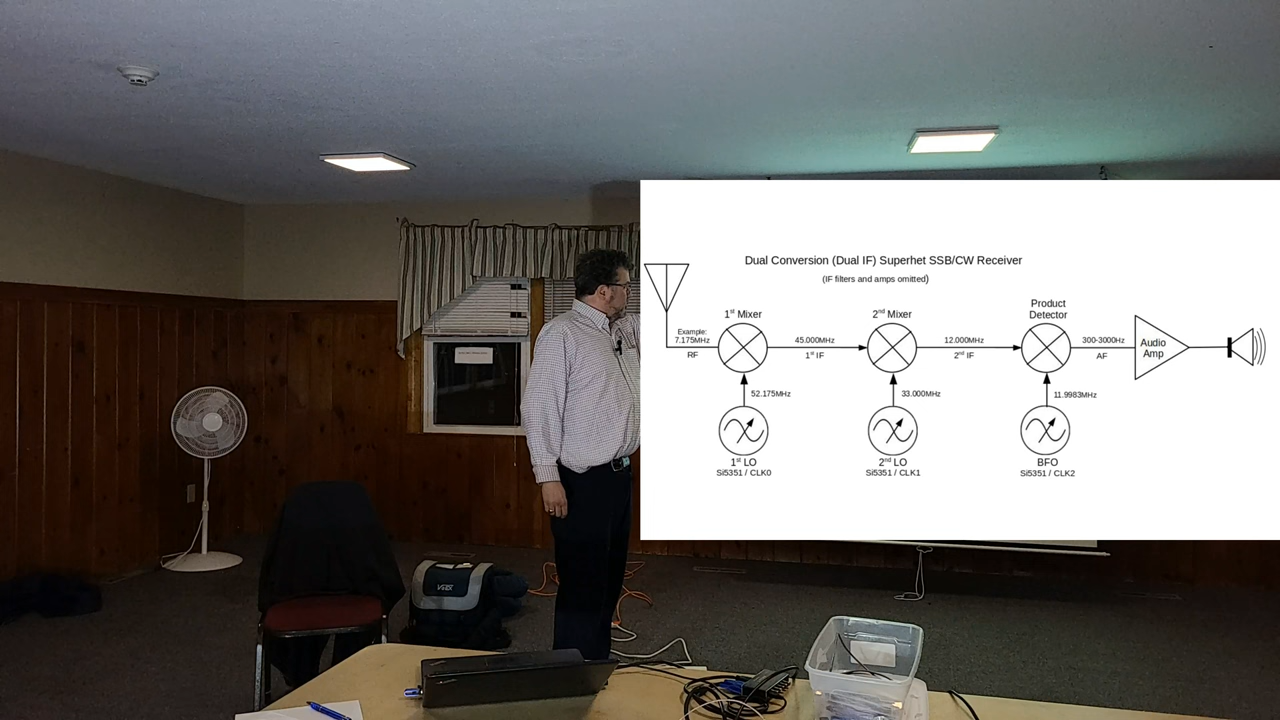 Dual Conversion (Dual IF) Superhet SSB/CW Receiver
(IF filters and amps omitted)
1st Mixer
2nd Mixer
Product
Detector
Example:
7.175MHz
RF
45.000MHz
1st IF
12.000MHz
2nd IF
300-3000Hz
AF
Audio
Amp
52.175MHz
33.000MHz
11.9983MHz
1st LO
Si5351 / CLK0
2nd LO
Si5351 / CLK1
BFO
Si5351 / CLK2